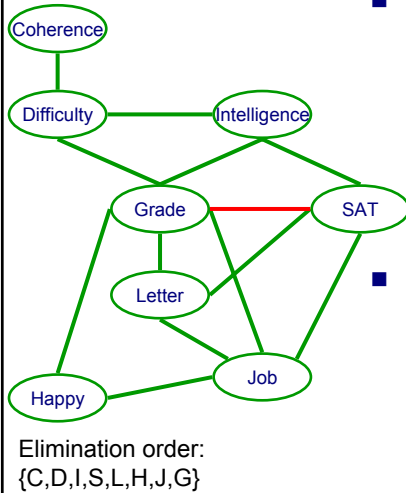 Coherence
Difficulty
Intelligence
Grade
SAT
Letter
Job
Happy
Elimination order:
{C,D,I,S,L,H,J,G}